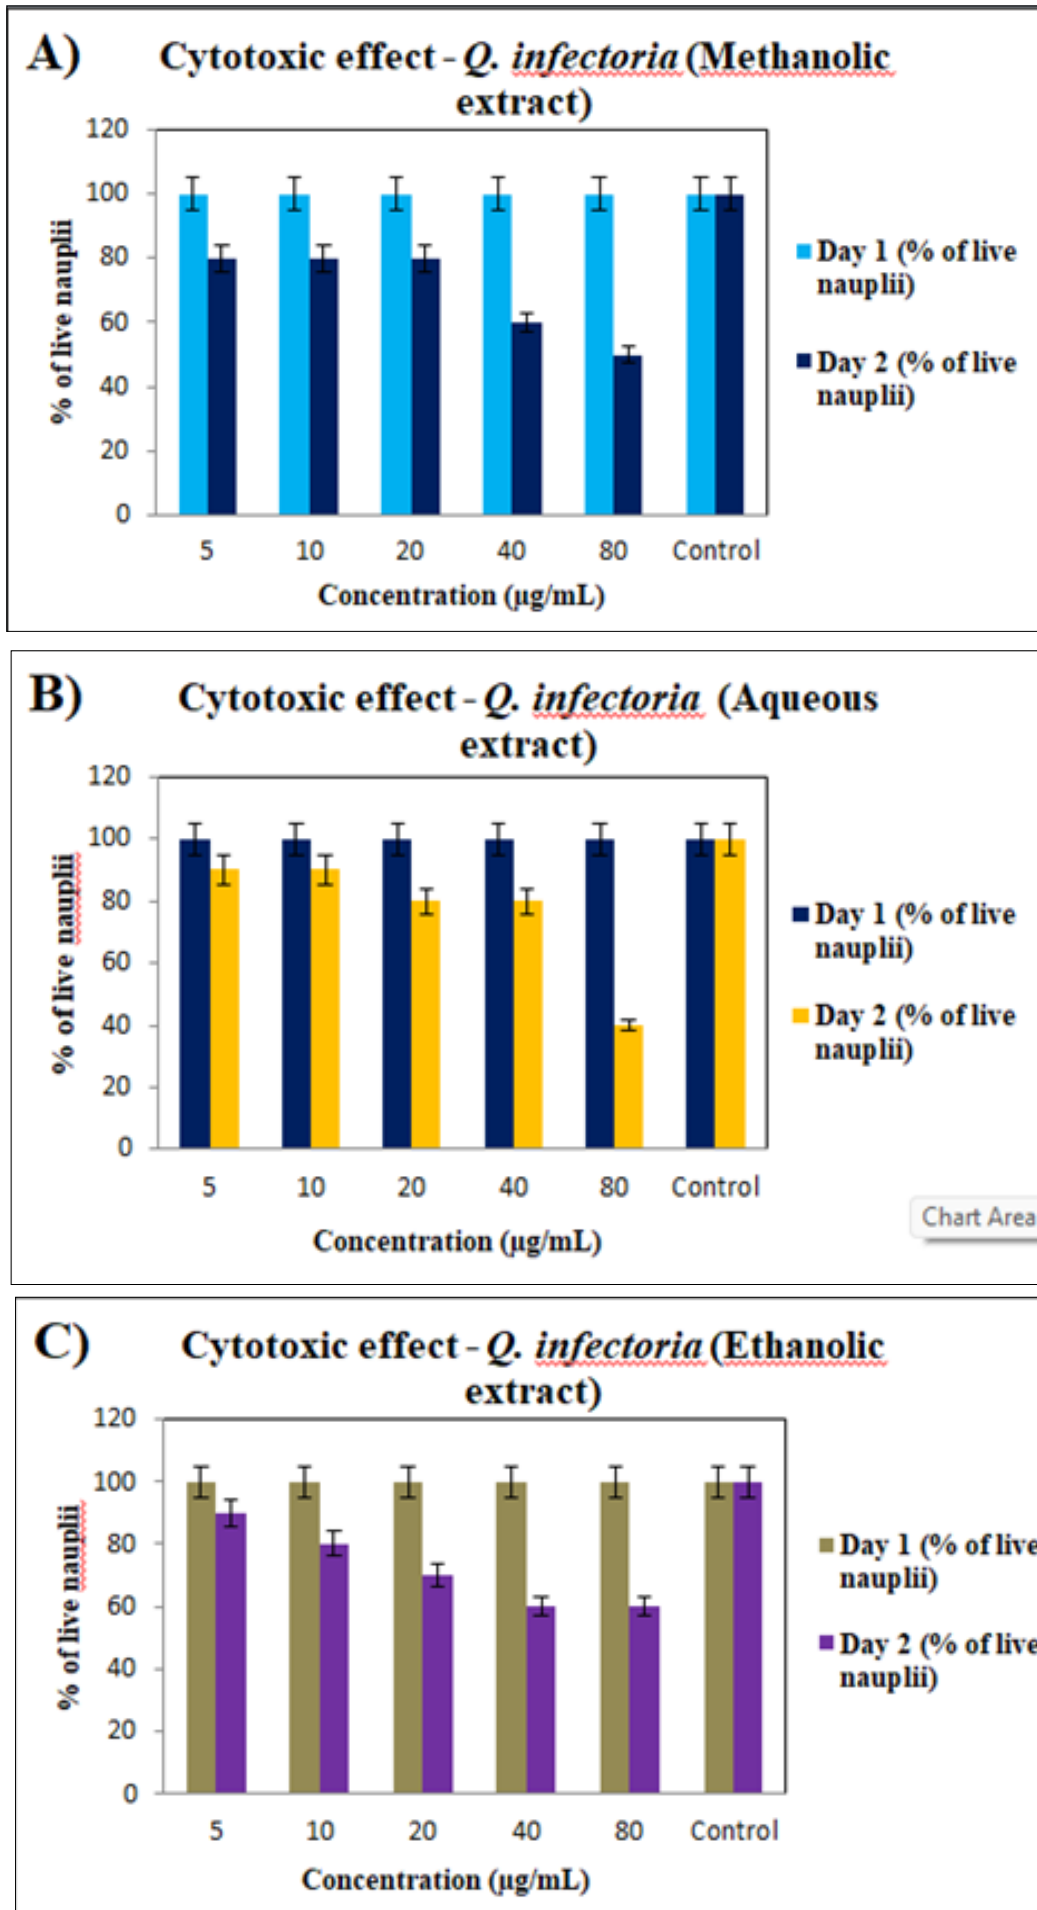 A)
Cytotoxic effect - Q. infectoria (Methanolic
extract)
120
100
80
60
40
20
0
% of live nauplii
5 10 20 40 80 Control
Concentration (µg/mL)
Day 1 (% of live
nauplii)
Day 2 (% of live
nauplii)
B)
Cytotoxic effect - Q. infectoria (Aqueous
extract)
120
100
80
60
40
20
0
% of live nauplii
5 10 20 40 80 Control
Concentration (µg/mL)
Day 1 (% of live
nauplii)
Day 2 (% of live
nauplii)
Chart Area
C)
Cytotoxic effect - Q. infectoria (Ethanolic
extract)
120
100
80
60
40
20
0
% of live nauplii
5 10 20 40 80 Control
Concentration (µg/mL)
Day 1 (% of live
nauplii)
Day 2 (% of live
nauplii)